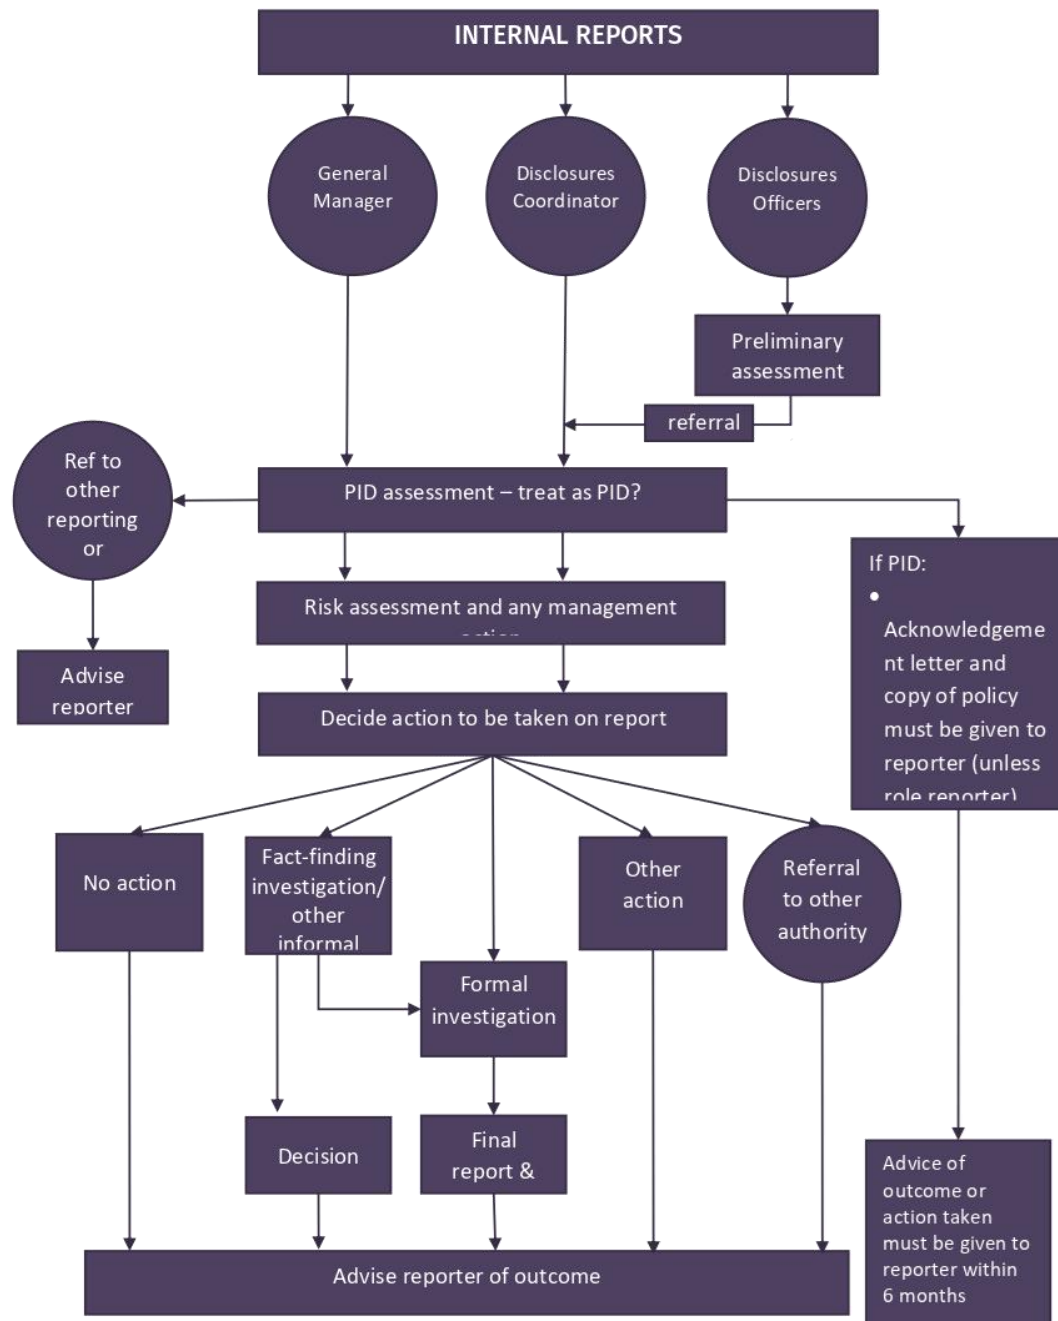 INTERNAL REPORTS
General
Manager
Disclosures
Coordinator
Disclosures
Officers
Preliminary
assessment
referral
Ref to
other
reporting
or
PID assessment – treat as PID?
If PID:
•
Acknowledgeme
nt letter and
copy of policy
must be given to
reporter (unless
role reporter)
Risk assessment and any management
action
Advise
reporter
Decide action to be taken on report
No action
Fact-finding
investigation/
other
informal
Other
action
Referral
to other
authority
Formal
investigation
Decision
Final
report &
Advice of
outcome or
action taken
must be given to
reporter within
6 months
Advise reporter of outcome